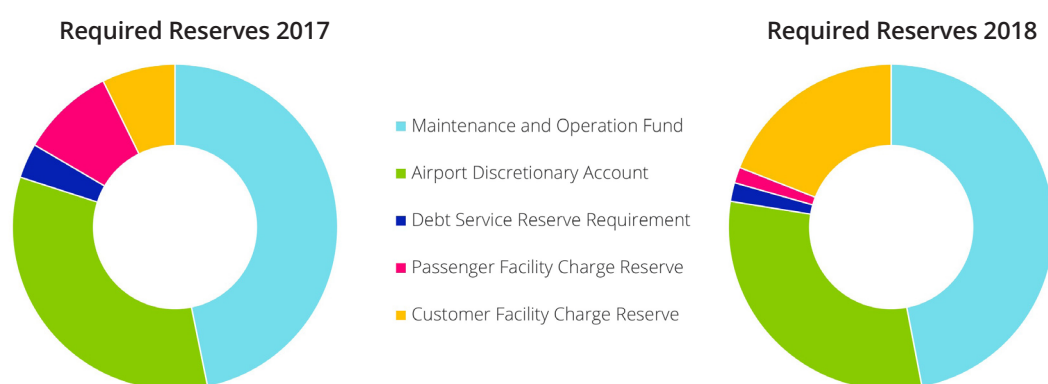 Required Reserves 2017
Required Reserves 2018
Maintenance and Operation Fund
Airport Discretionary Account
Debt Service Reserve Requirement
Passenger Facility Charge Reserve
Customer Facility Charge Reserve